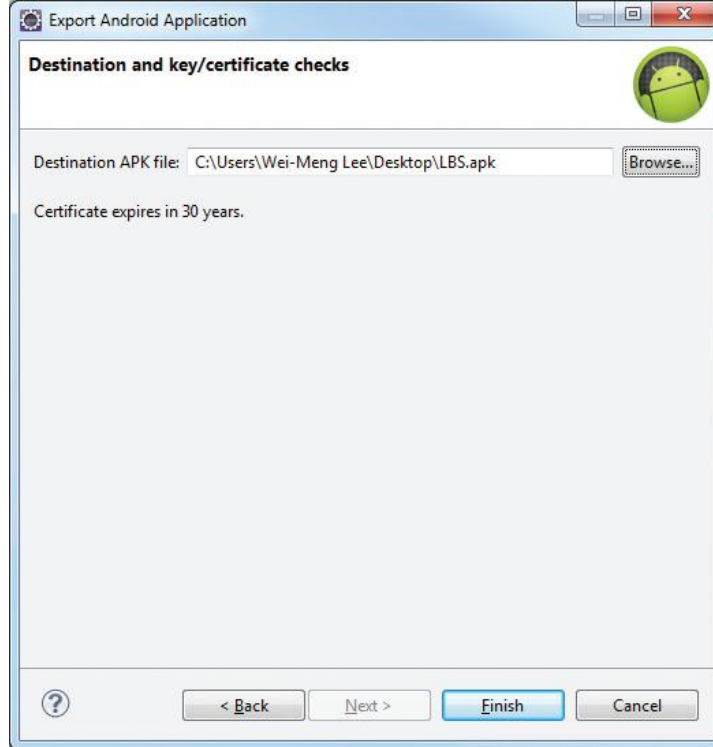 Export Android Application
Destination and key/certificate checks
Destination APK file: C:\Users\Wei-Meng Lee\Desktop\LBS.apk Browse...
Certificate expires in 30 years.
? < Back Next > Finish Cancel